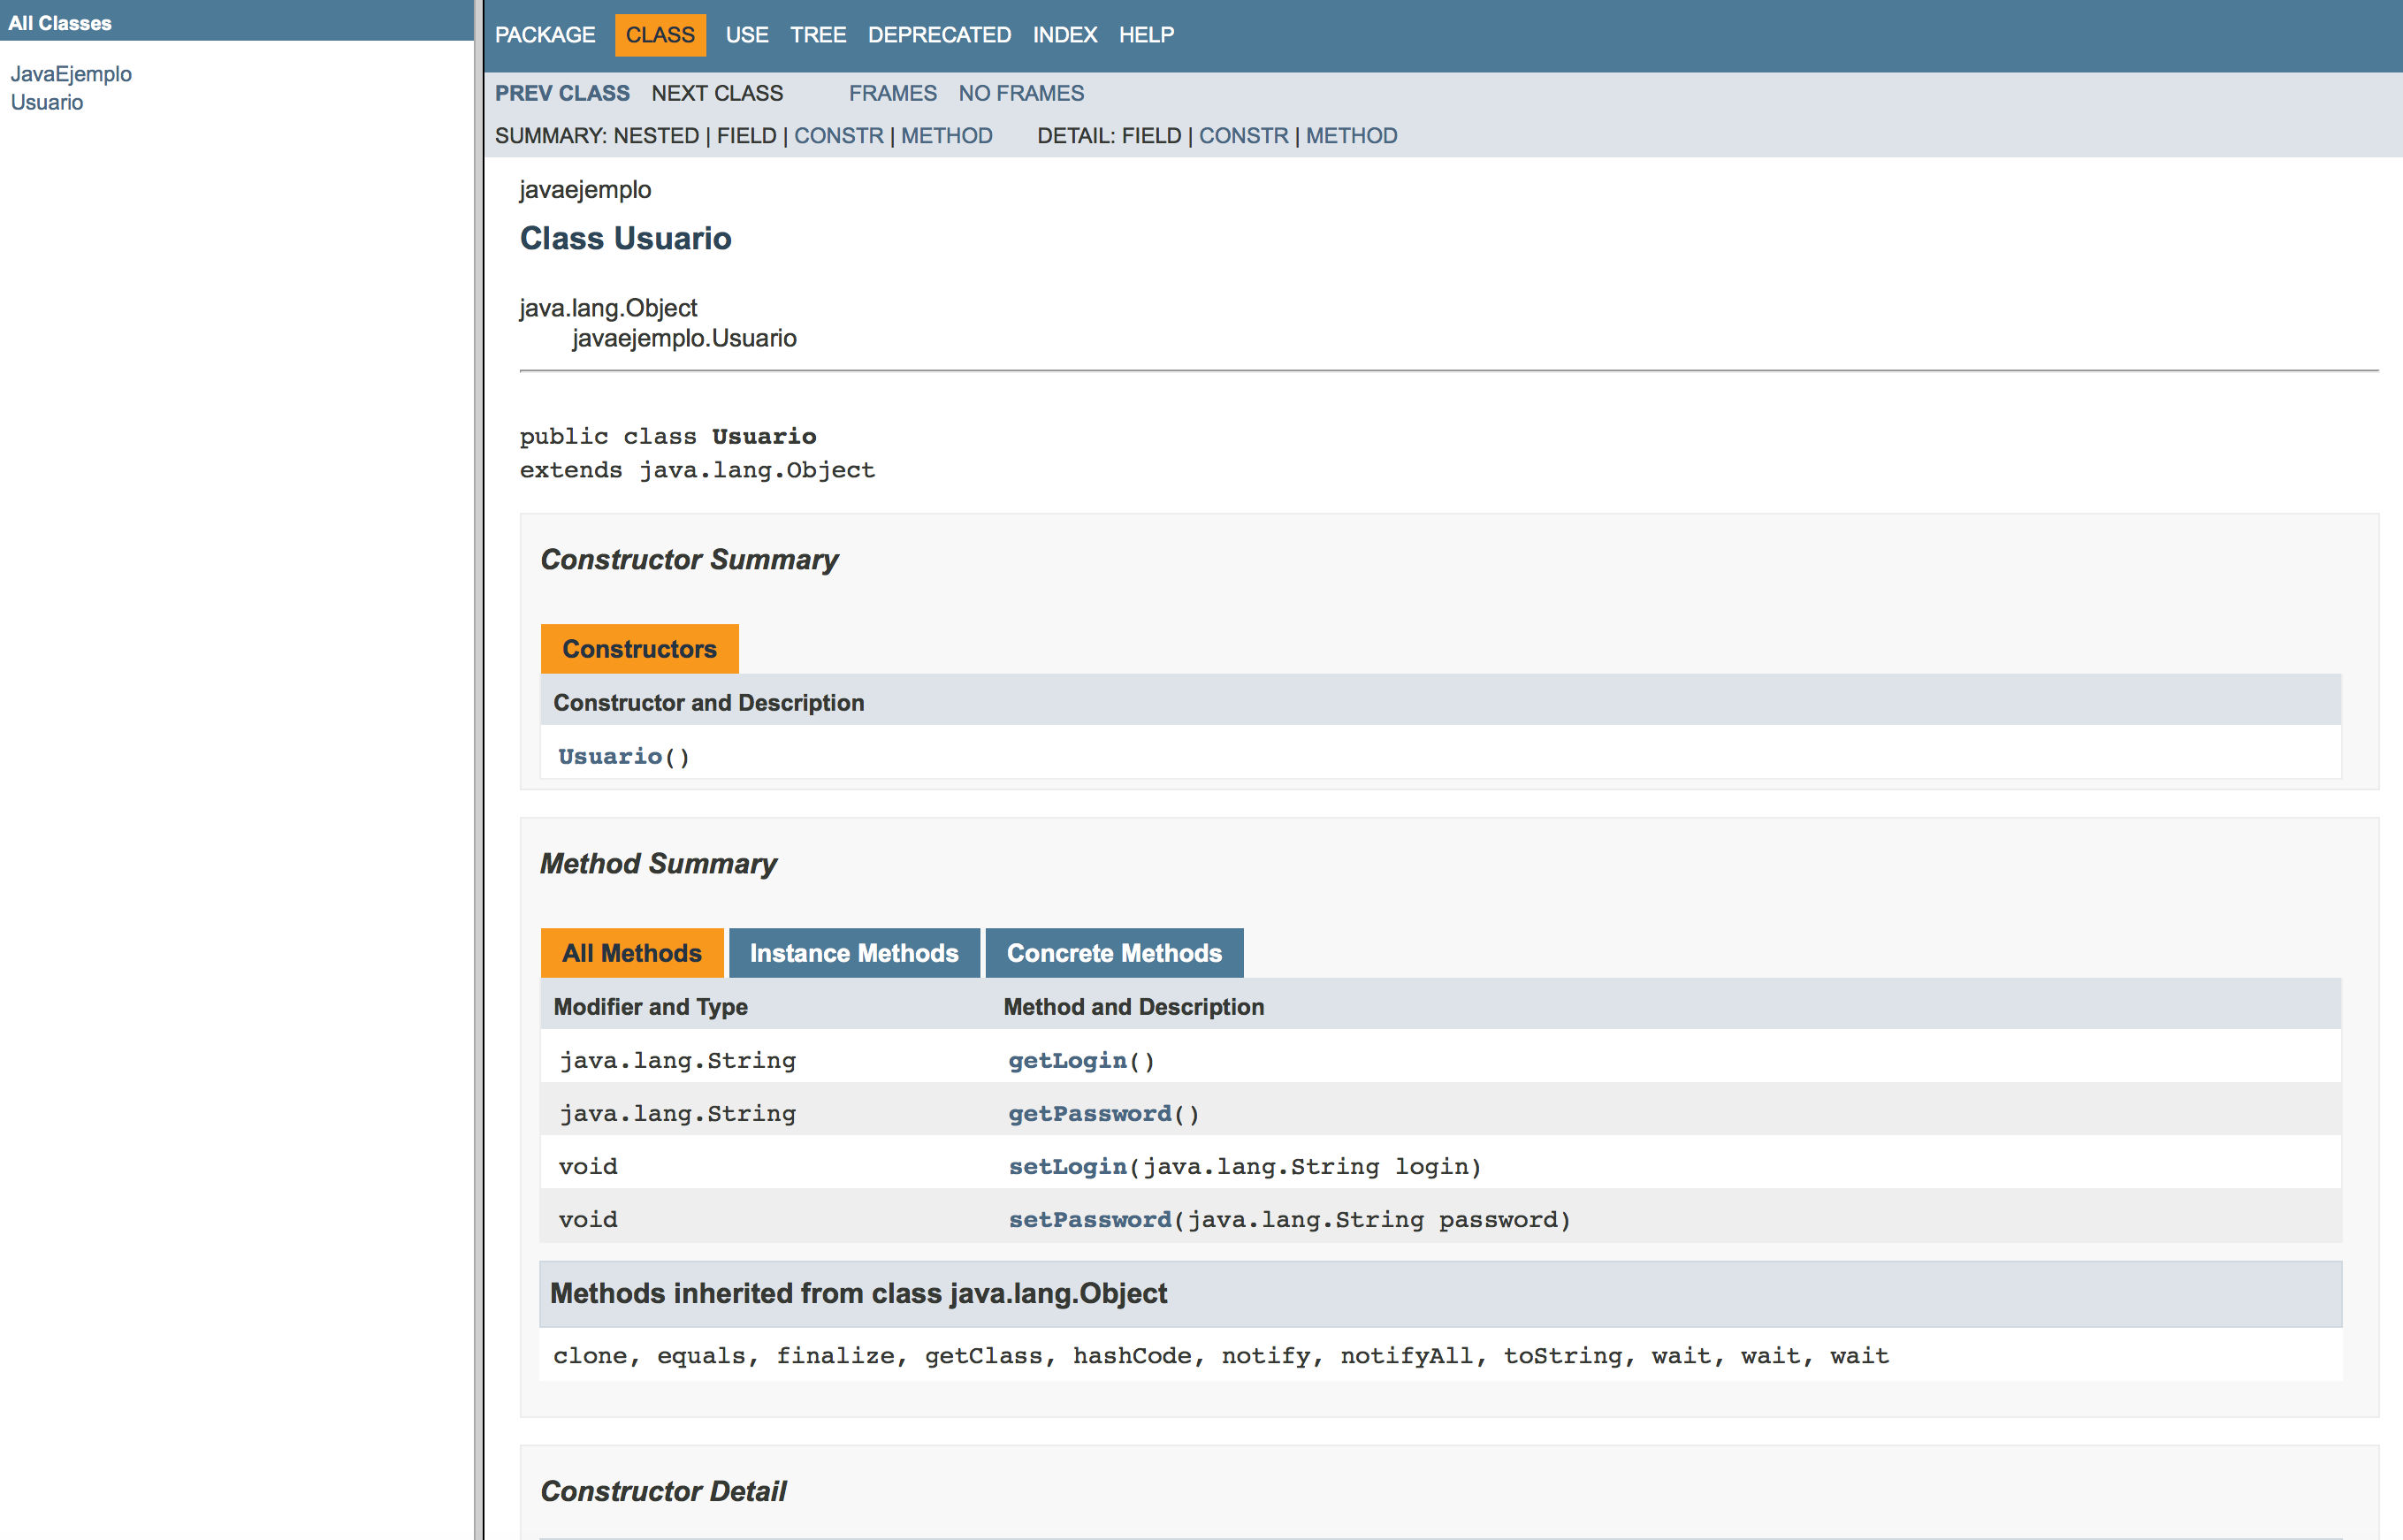 All Classes
JavaEjemplo
Usuario
PACKAGE CLASS USE TREE DEPRECATED INDEX HELP
PREV CLASS NEXT CLASS FRAMES NO FRAMES
SUMMARY: NESTED | FIELD | CONSTR | METHOD DETAIL: FIELD | CONSTR | METHOD
javaejemplo
Class Usuario
java.lang.Object
javaejemplo.Usuario
public class Usuario
extends java.lang.Object
Constructor Summary
Constructors
Constructor and Description
Usuario()
Method Summary
All Methods Instance Methods Concrete Methods
Modifier and Type Method and Description
java.lang.String getLogin()
java.lang.String getPassword()
void setLogin(java.lang.String login)
void setPassword(java.lang.String password)
Methods inherited from class java.lang.Object
clone, equals, finalize, getClass, hashCode, notify, notifyAll, toString, wait, wait, wait
Constructor Detail